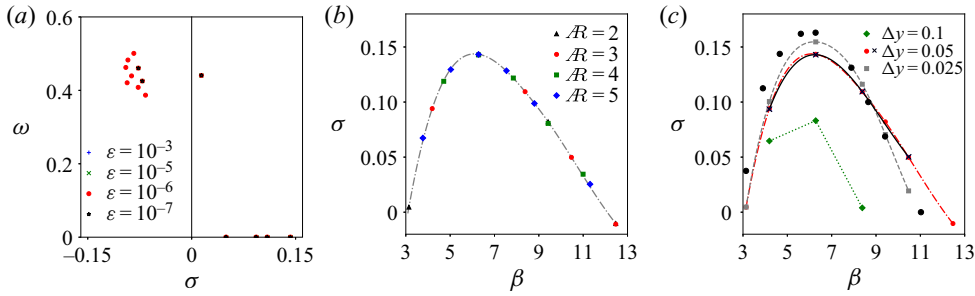 (a)
0.6
0.4
ω
0.2
0
ε = 10⁻³
ε = 10⁻⁵
ε = 10⁻⁶
ε = 10⁻⁷
−0.15 0 0.15
σ
(b)
σ
0.15
0.10
0.05
0
Æ = 2
Æ = 3
Æ = 4
Æ = 5
3 5 7 9 11 13
β
(c)
σ
0.15
0.10
0.05
0
Δy = 0.1
Δy = 0.05
Δy = 0.025
3 5 7 9 11 13
β